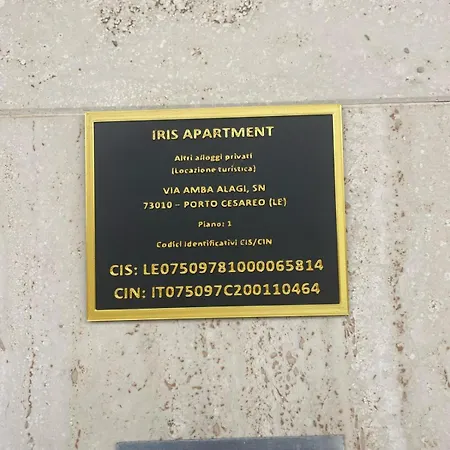 IRIS APARTMENT
Altri alloggi privati
(Locazione turistica)
VIA AMBA ALAGI, SN
73010 – PORTO CESAREO (LE)
Piano: 1
Codici Identificativi CIS/CIN
CIS: LE07509781000065814
CIN: IT075097C200110464